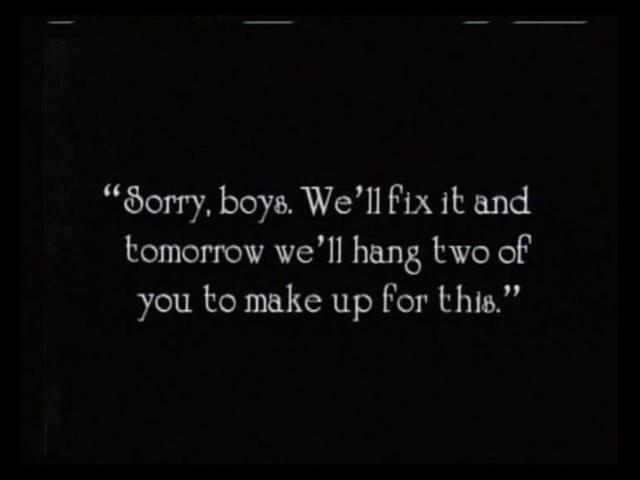 “Sorry, boys. We’ll fix it and
tomorrow we’ll hang two of
you to make up for this.”